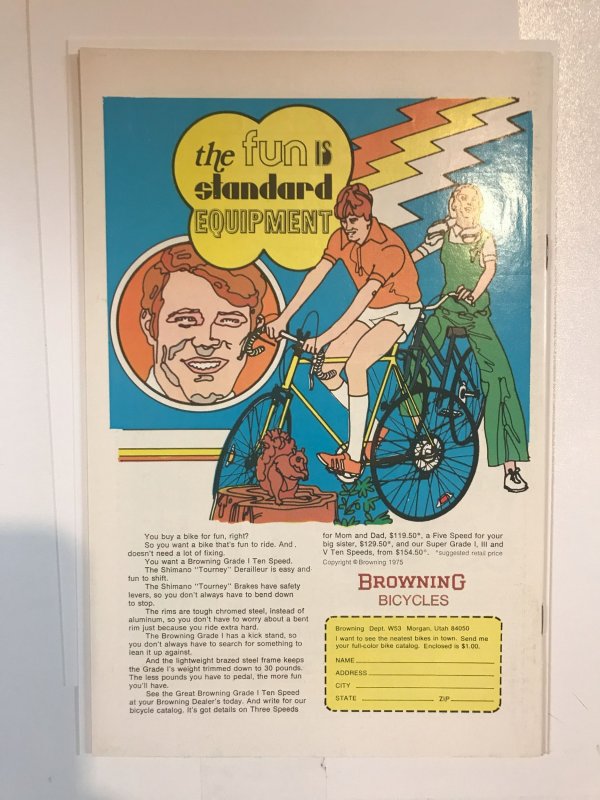 the fun IS
standard
EQUIPMENT
You buy a bike for fun, right?
So you want a bike that's fun to ride. And,
doesn't need a lot of fixing.
You want a Browning Grade I Ten Speed.
The Shimano "Tourney" Derailleur is easy and
fun to shift.
The Shimano "Tourney" Brakes have safety
levers, so you don't always have to bend down
to stop.
The rims are tough chromed steel, instead of
aluminum, so you don't have to worry about a bent
rim just because you ride extra hard.
The Browning Grade I has a kick stand, so
you don't always have to search for something to
lean it up against.
And the lightweight brazed steel frame keeps
the Grade I's weight trimmed down to 30 pounds.
The less pounds you have to pedal, the more fun
you'll have.
See the Great Browning Grade I Ten Speed
at your Browning Dealer's today. And write for our
bicycle catalog. It's got details on Three Speeds
for Mom and Dad, $119.50*, a Five Speed for your
big sister, $129.50*, and our Super Grade I, III and
V Ten Speeds, from $154.50*. *suggested retail price
Copyright © Browning 1975
BROWNING
BICYCLES
Browning Dept. W53 Morgan, Utah 84050
I want to see the neatest bikes in town. Send me
your full-color bike catalog. Enclosed is $1.00.
NAME
ADDRESS
CITY
STATE ZIP